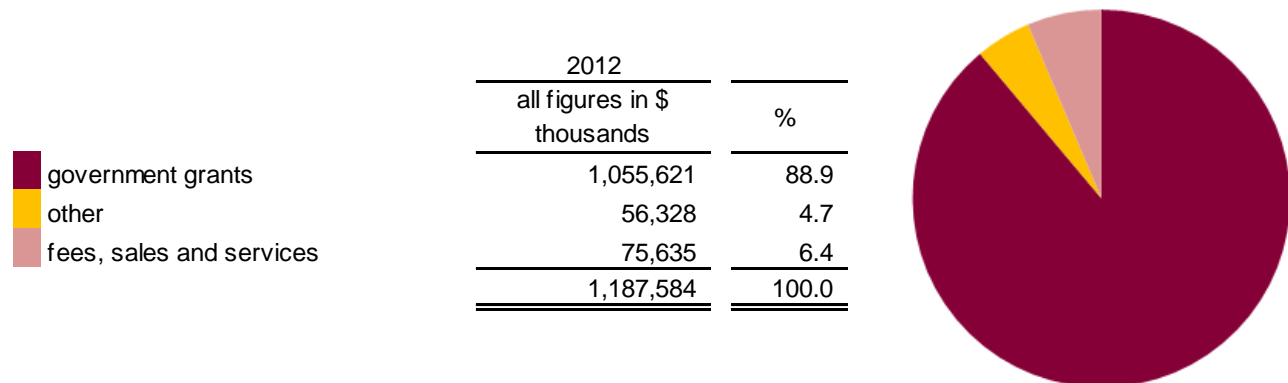 2012
all figures in $
thousands
%
government grants 1,055,621 88.9
other 56,328 4.7
fees, sales and services 75,635 6.4
1,187,584 100.0